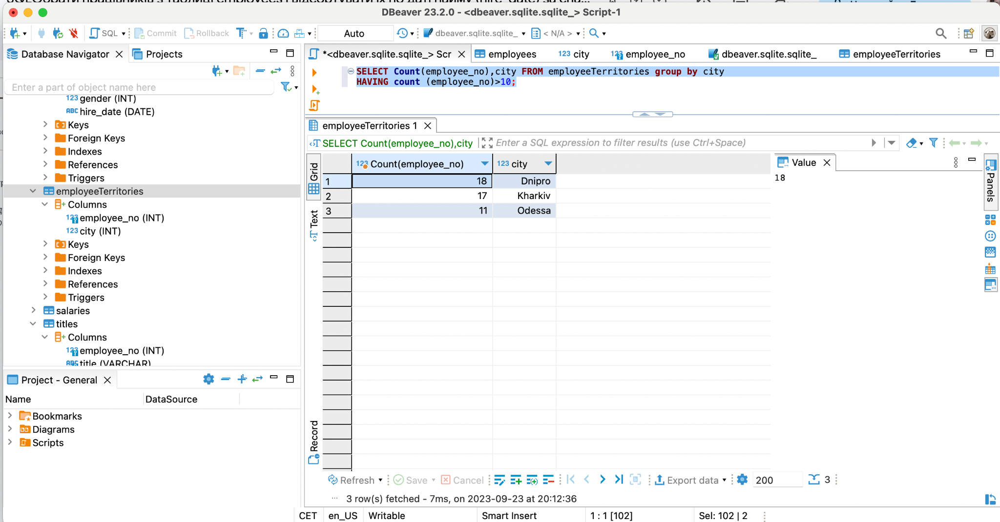 DBeaver 23.2.0 - <dbeaver.sqlite.sqlite_> Script-1
SQL Commit Rollback Auto dbeaver.sqlite.sqlite_ < N/A >
Database Navigator Projects
Enter a part of object name here
123 gender (INT)
ABC hire_date (DATE)
Keys
Foreign Keys
Indexes
References
Triggers
employeeTerritories
Columns
123 employee_no (INT)
123 city (INT)
Keys
Foreign Keys
Indexes
References
Triggers
salaries
titles
Columns
123 employee_no (INT)
ABC title (VARCHAR)
Project - General
Name DataSource
Bookmarks
Diagrams
Scripts
*<dbeaver.sqlite.sqlite_> Scr employees 123 city 123 employee_no dbeaver.sqlite.sqlite_ employeeTerritories
SELECT Count(employee_no),city FROM employeeTerritories group by city
HAVING count (employee_no)>10;
employeeTerritories 1
SELECT Count(employee_no),city Enter a SQL expression to filter results (use Ctrl+Space)
Grid
Text
Record
123 Count(employee_no) 123 city
1 18 Dnipro
2 17 Kharkiv
3 11 Odessa
Value
18
Panels
Refresh Save Cancel Export data 200 3
3 row(s) fetched - 7ms, on 2023-09-23 at 20:12:36
CET en_US Writable Smart Insert 1 : 1 [102] Sel: 102 | 2